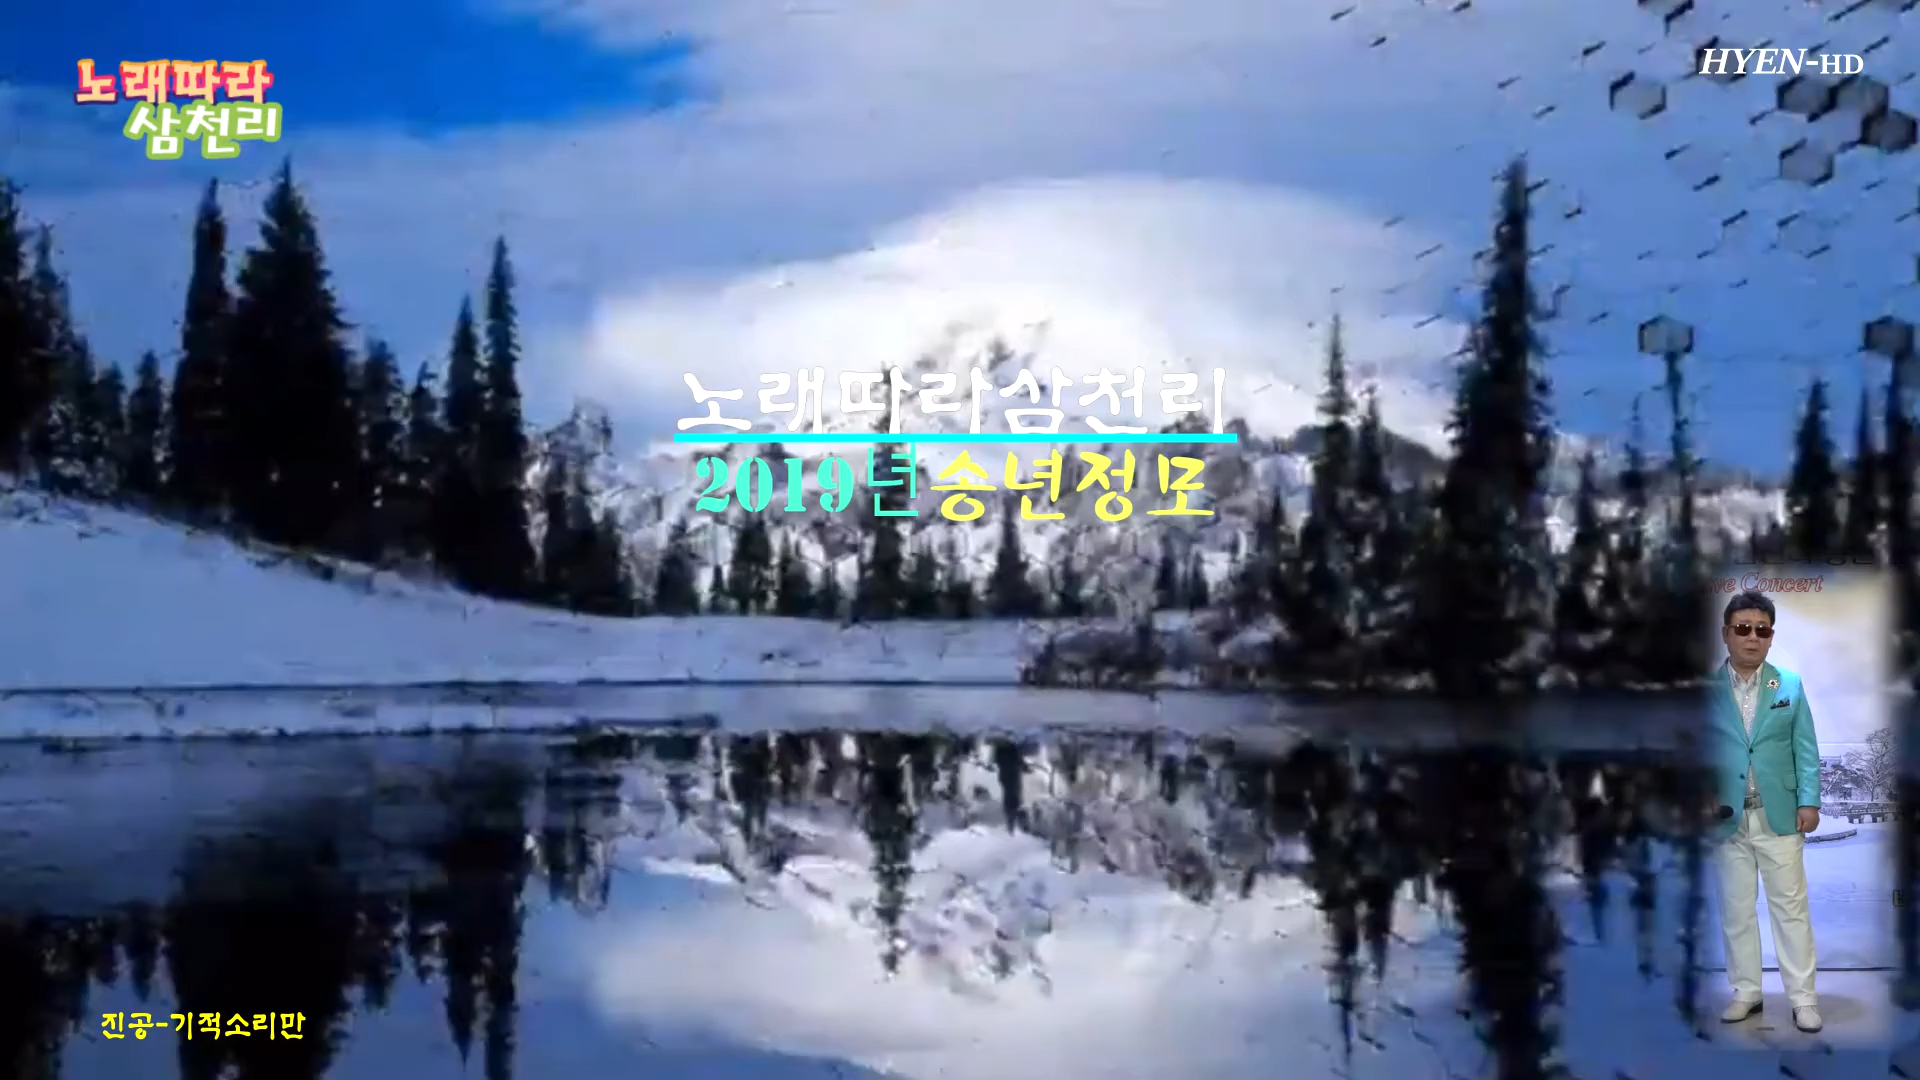 노래따라
삼천리
HYEN-HD
노래따라삼천리
2019년송년정모
Concert
진공-기적소리만